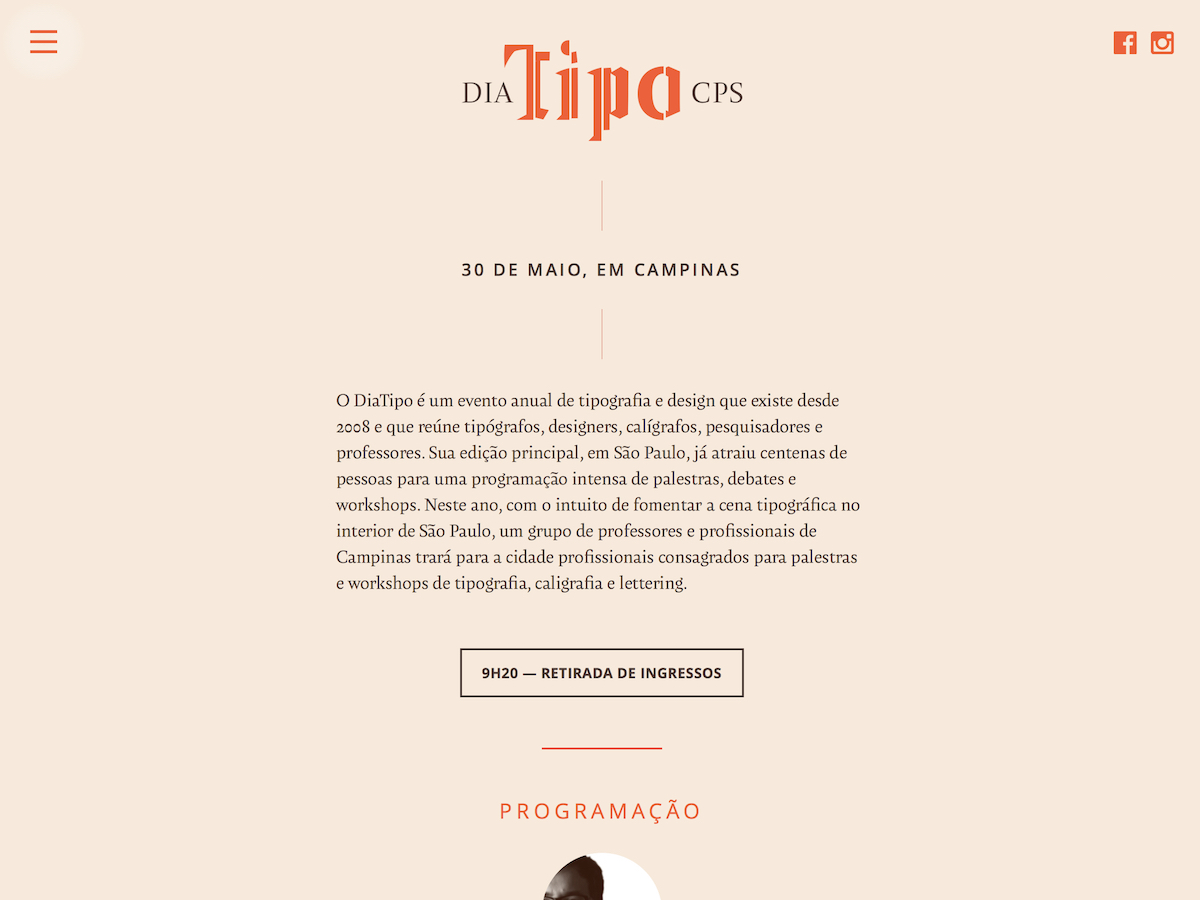 DIA Tipo CPS
30 DE MAIO, EM CAMPINAS
O DiaTipo é um evento anual de tipografia e design que existe desde
2008 e que reúne tipógrafos, designers, calígrafos, pesquisadores e
professores. Sua edição principal, em São Paulo, já atraiu centenas de
pessoas para uma programação intensa de palestras, debates e
workshops. Neste ano, com o intuito de fomentar a cena tipográfica no
interior de São Paulo, um grupo de professores e profissionais de
Campinas trará para a cidade profissionais consagrados para palestras
e workshops de tipografia, caligrafia e lettering.
9H20 — RETIRADA DE INGRESSOS
PROGRAMAÇÃO